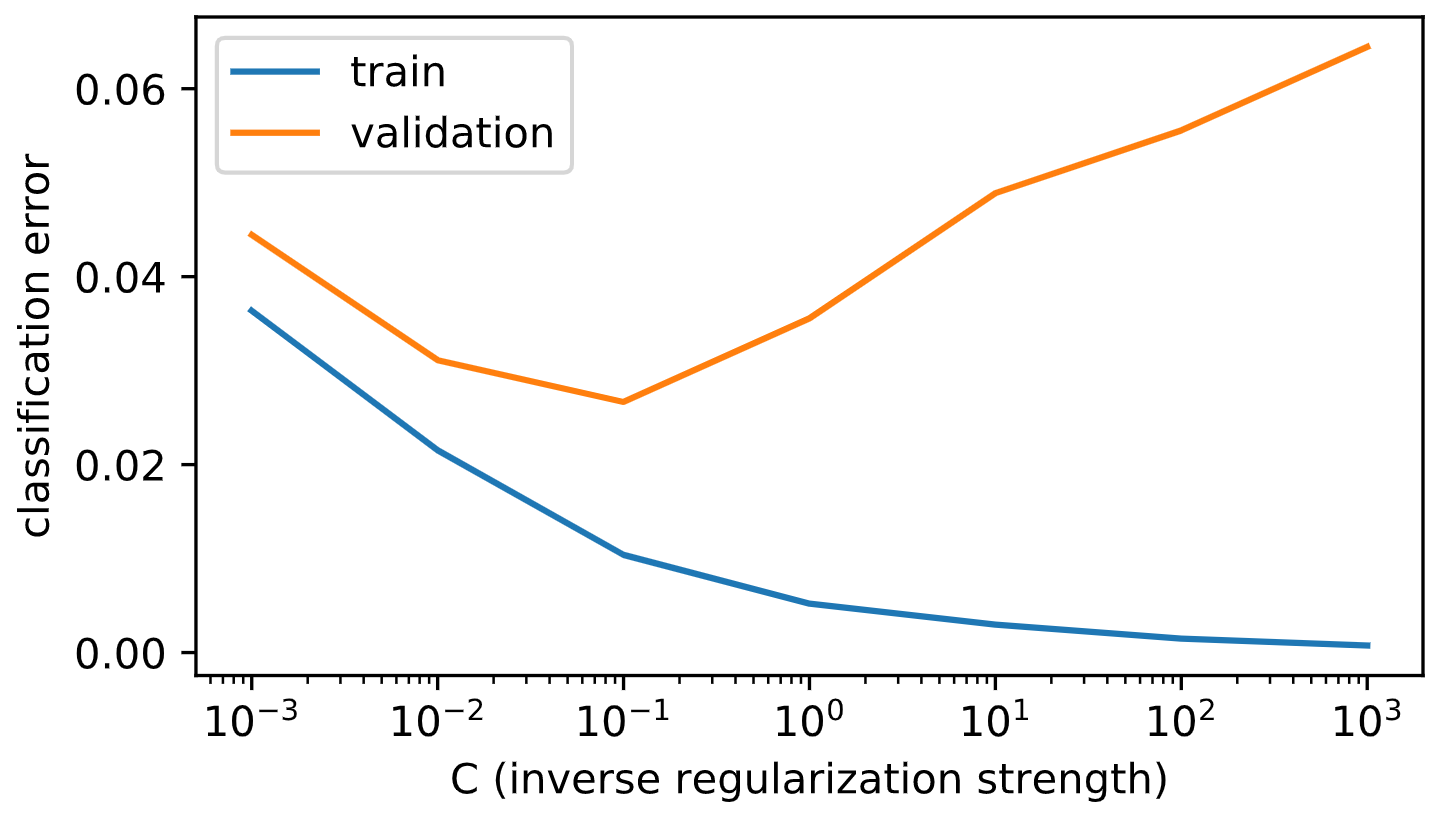 train
validation
classification error
0.06
0.04
0.02
0.00
10⁻³ 10⁻² 10⁻¹ 10⁰ 10¹ 10² 10³
C (inverse regularization strength)